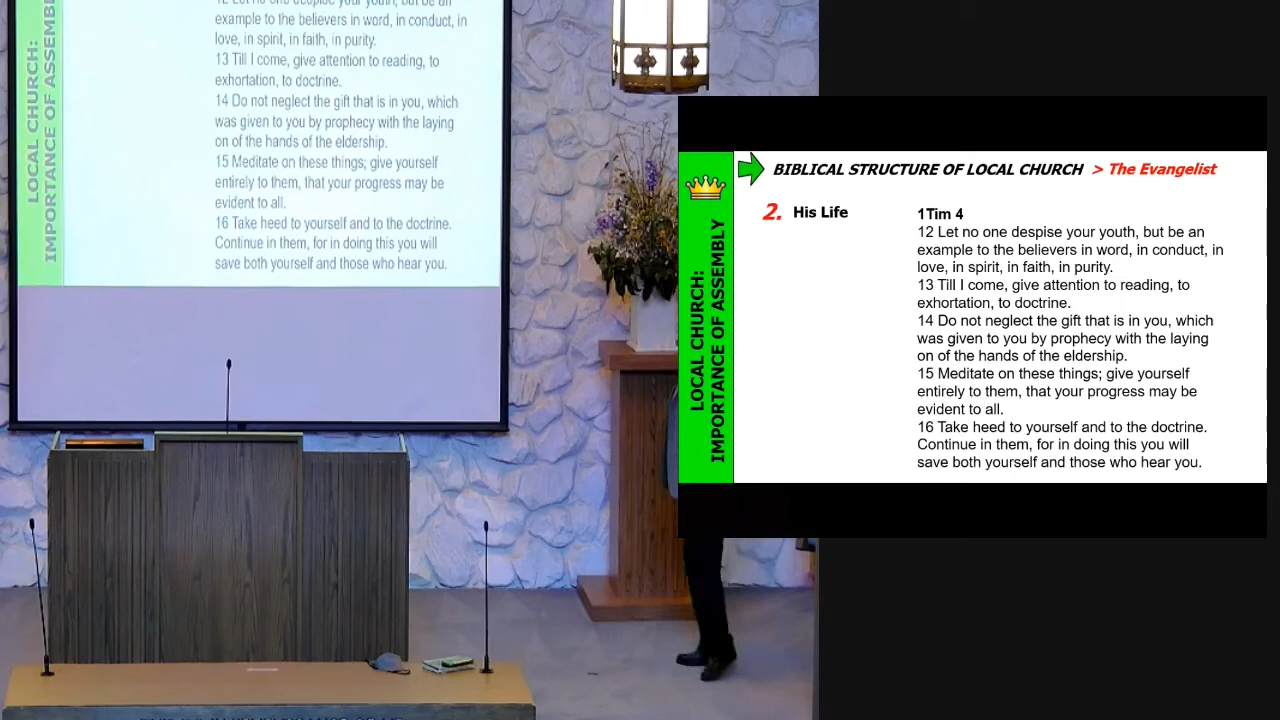 12 Let no one despise your youth, but be an
example to the believers in word, in conduct, in
love, in spirit, in faith, in purity.
13 Till I come, give attention to reading, to
exhortation, to doctrine.
14 Do not neglect the gift that is in you, which
was given to you by prophecy with the laying
on of the hands of the eldership.
15 Meditate on these things; give yourself
entirely to them, that your progress may be
evident to all.
16 Take heed to yourself and to the doctrine.
Continue in them, for in doing this you will
save both yourself and those who hear you.
LOCAL CHURCH:
IMPORTANCE OF ASSEMBLY
BIBLICAL STRUCTURE OF LOCAL CHURCH > The Evangelist
2. His Life
1Tim 4
12 Let no one despise your youth, but be an
example to the believers in word, in conduct, in
love, in spirit, in faith, in purity.
13 Till I come, give attention to reading, to
exhortation, to doctrine.
14 Do not neglect the gift that is in you, which
was given to you by prophecy with the laying
on of the hands of the eldership.
15 Meditate on these things; give yourself
entirely to them, that your progress may be
evident to all.
16 Take heed to yourself and to the doctrine.
Continue in them, for in doing this you will
save both yourself and those who hear you.
LOCAL CHURCH:
IMPORTANCE OF ASSEMBLY